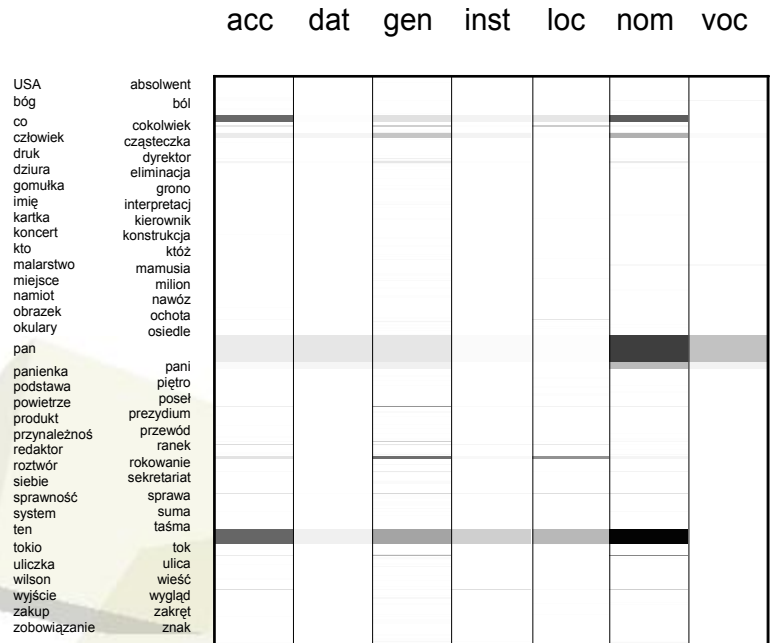 acc dat gen inst loc nom voc
USA absolwent
bóg ból
co cokolwiek
człowiek cząsteczka
druk dyrektor
dziura eliminacja
gomułka grono
imię interpretacj
kartka kierownik
koncert konstrukcja
kto któż
malarstwo mamusia
miejsce milion
namiot nawóz
obrazek ochota
okulary osiedle
pan
panienka pani
podstawa piętro
powietrze poseł
produkt prezydium
przynależnoś przewód
redaktor ranek
roztwór rokowanie
siebie sekretariat
sprawność sprawa
system suma
ten taśma
tokio tok
uliczka ulica
wilson wieść
wyjście wygląd
zakup zakręt
zobowiązanie znak